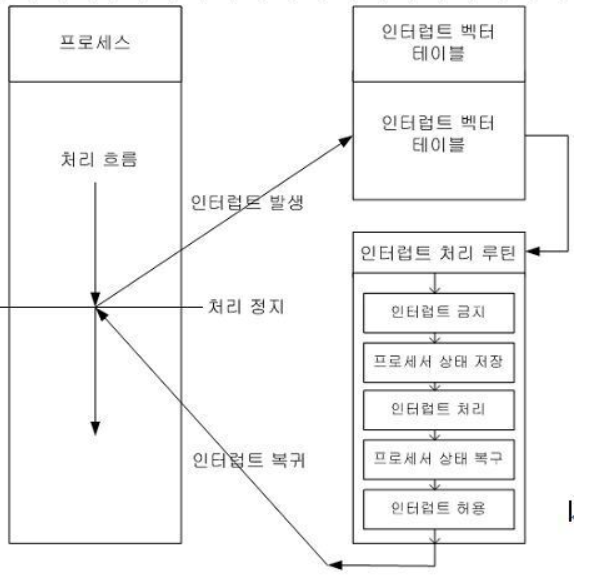 프로세스
처리 흐름
인터럽트 발생
처리 정지
인터럽트 복귀
인터럽트 벡터
테이블
인터럽트 벡터
테이블
인터럽트 처리 루틴
인터럽트 금지
프로세서 상태 저장
인터럽트 처리
프로세서 상태 복구
인터럽트 허용